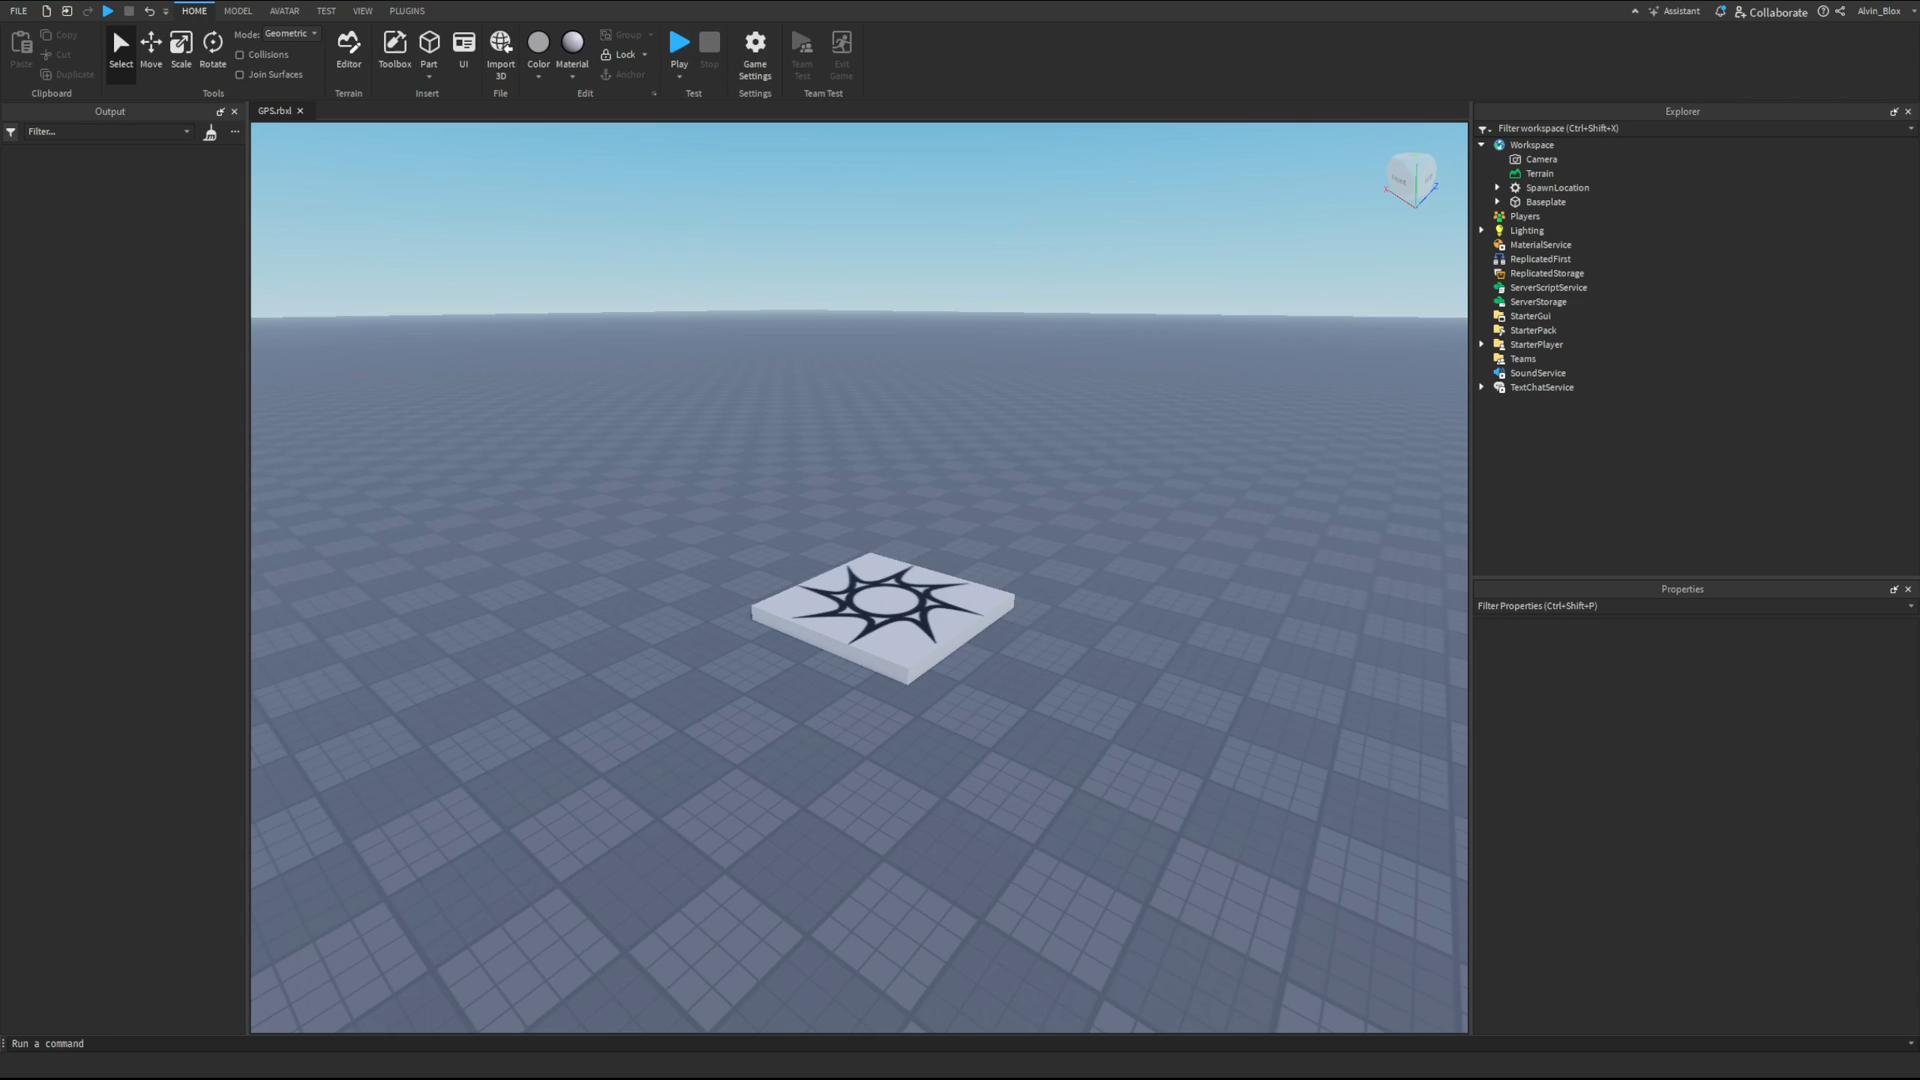 FILE HOME MODEL AVATAR TEST VIEW PLUGINS Assistant Collaborate Alvin_Blox
Paste Copy Cut Duplicate Clipboard
Select Move Scale Rotate Mode: Geometric Collisions Join Surfaces Tools
Editor Terrain
Toolbox Part UI Insert
Import 3D File
Color Material Group Lock Anchor Edit
Play Stop Test
Game Settings Settings
Team Test Exit Game Team Test
Output
Filter...
GPS.rbxl
Explorer
Filter workspace (Ctrl+Shift+X)
Workspace
Camera
Terrain
SpawnLocation
Baseplate
Players
Lighting
MaterialService
ReplicatedFirst
ReplicatedStorage
ServerScriptService
ServerStorage
StarterGui
StarterPack
StarterPlayer
Teams
SoundService
TextChatService
X
Z
Properties
Filter Properties (Ctrl+Shift+P)
Run a command